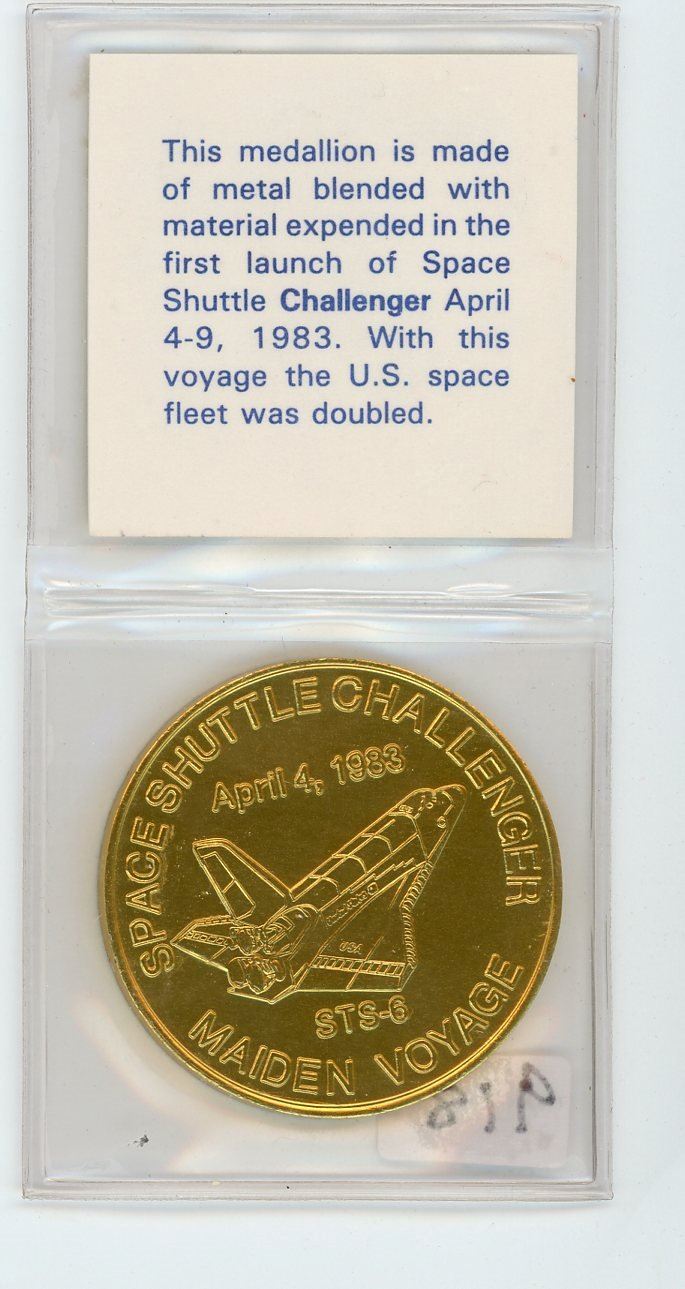 This medallion is made
of metal blended with
material expended in the
first launch of Space
Shuttle Challenger April
4-9, 1983. With this
voyage the U.S. space
fleet was doubled.
SPACE SHUTTLE CHALLENGER
April 4, 1983
USA
STS-6
MAIDEN VOYAGE